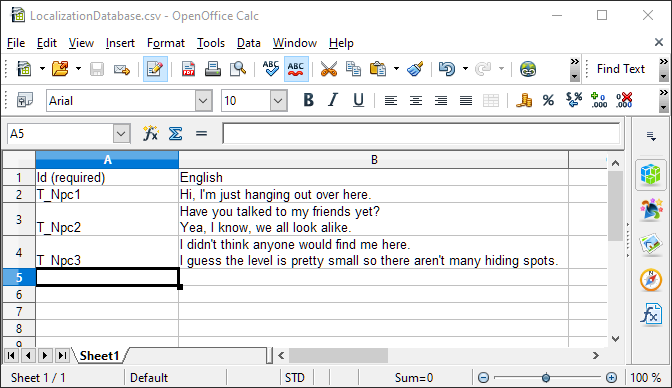 LocalizationDatabase.csv - OpenOffice Calc
File Edit View Insert Format Tools Data Window Help
ABC ABC Find Text
Arial 10 B I U % $,% .000 .000
A5
A B
1 Id (required) English
2 T_Npc1 Hi, I'm just hanging out over here.
Have you talked to my friends yet?
3 T_Npc2 Yea, I know, we all look alike.
I didn't think anyone would find me here.
4 T_Npc3 I guess the level is pretty small so there aren't many hiding spots.
5
6
7
8
9
Sheet1
Sheet 1 / 1 Default STD Sum=0 100 %